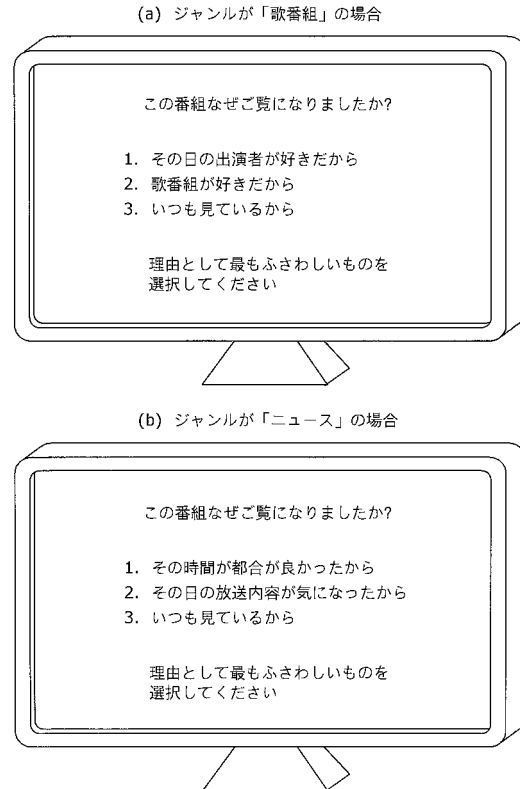 (a) ジャンルが「歌番組」の場合
この番組なぜご覧になりましたか?
1. その日の出演者が好きだから
2. 歌番組が好きだから
3. いつも見ているから
理由として最もふさわしいものを
選択してください
(b) ジャンルが「ニュース」の場合
この番組なぜご覧になりましたか?
1. その時間が都合が良かったから
2. その日の放送内容が気になったから
3. いつも見ているから
理由として最もふさわしいものを
選択してください